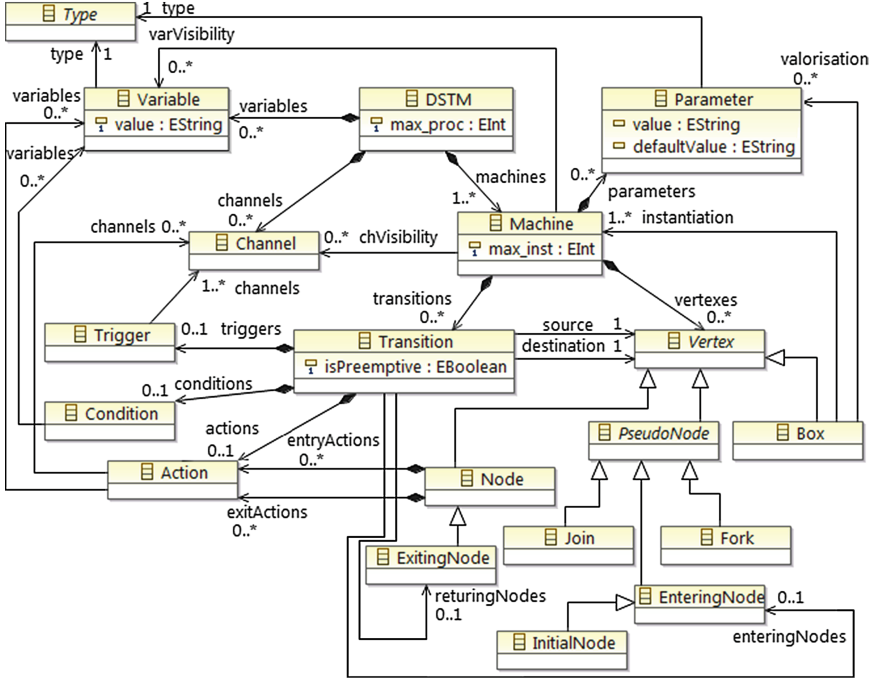 Type
1 type
type 1
varVisibility
0..*
valorisation
0..*
variables
0..*
Variable
value : EString
variables
0..*
DSTM
max_proc : EInt
Parameter
value : EString
defaultValue : EString
variables
0..*
channels
0..*
machines
1..*
0..*
parameters
channels 0..*
Channel
0..* chVisibility
Machine
max_inst : EInt
1..* instantiation
1..* channels
transitions
0..*
vertexes
0..*
Trigger
0..1 triggers
Transition
isPreemptive : EBoolean
source 1
destination 1
Vertex
0..1 conditions
Condition
actions
0..1
entryActions
0..*
PseudoNode
Box
Action
Node
exitActions
0..*
Join
Fork
ExitingNode
returingNodes
0..1
EnteringNode
0..1
enteringNodes
InitialNode